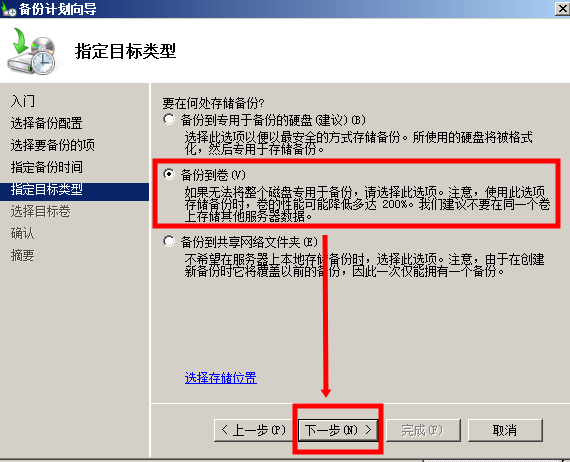 备份计划向导
指定目标类型
入门
选择备份配置
选择要备份的项
指定备份时间
指定目标类型
选择目标卷
确认
摘要
要在何处存储备份?
备份到专用于备份的硬盘(建议)(B)
选择此选项以便以最安全的方式存储备份。所使用的硬盘将被格式
化，然后专用于存储备份。
备份到卷(V)
如果无法将整个磁盘专用于备份，请选择此选项。注意，使用此选项
存储备份时，卷的性能可能降低多达 200%。我们建议不要在同一个卷
上存储其他服务器数据。
备份到共享网络文件夹(E)
不希望在服务器上本地存储备份时，选择此选项。注意，由于在创建
新备份时它将覆盖以前的备份，因此一次仅能拥有一个备份。
选择存储位置
< 上一步(P)
下一步(N) >
完成(F)
取消